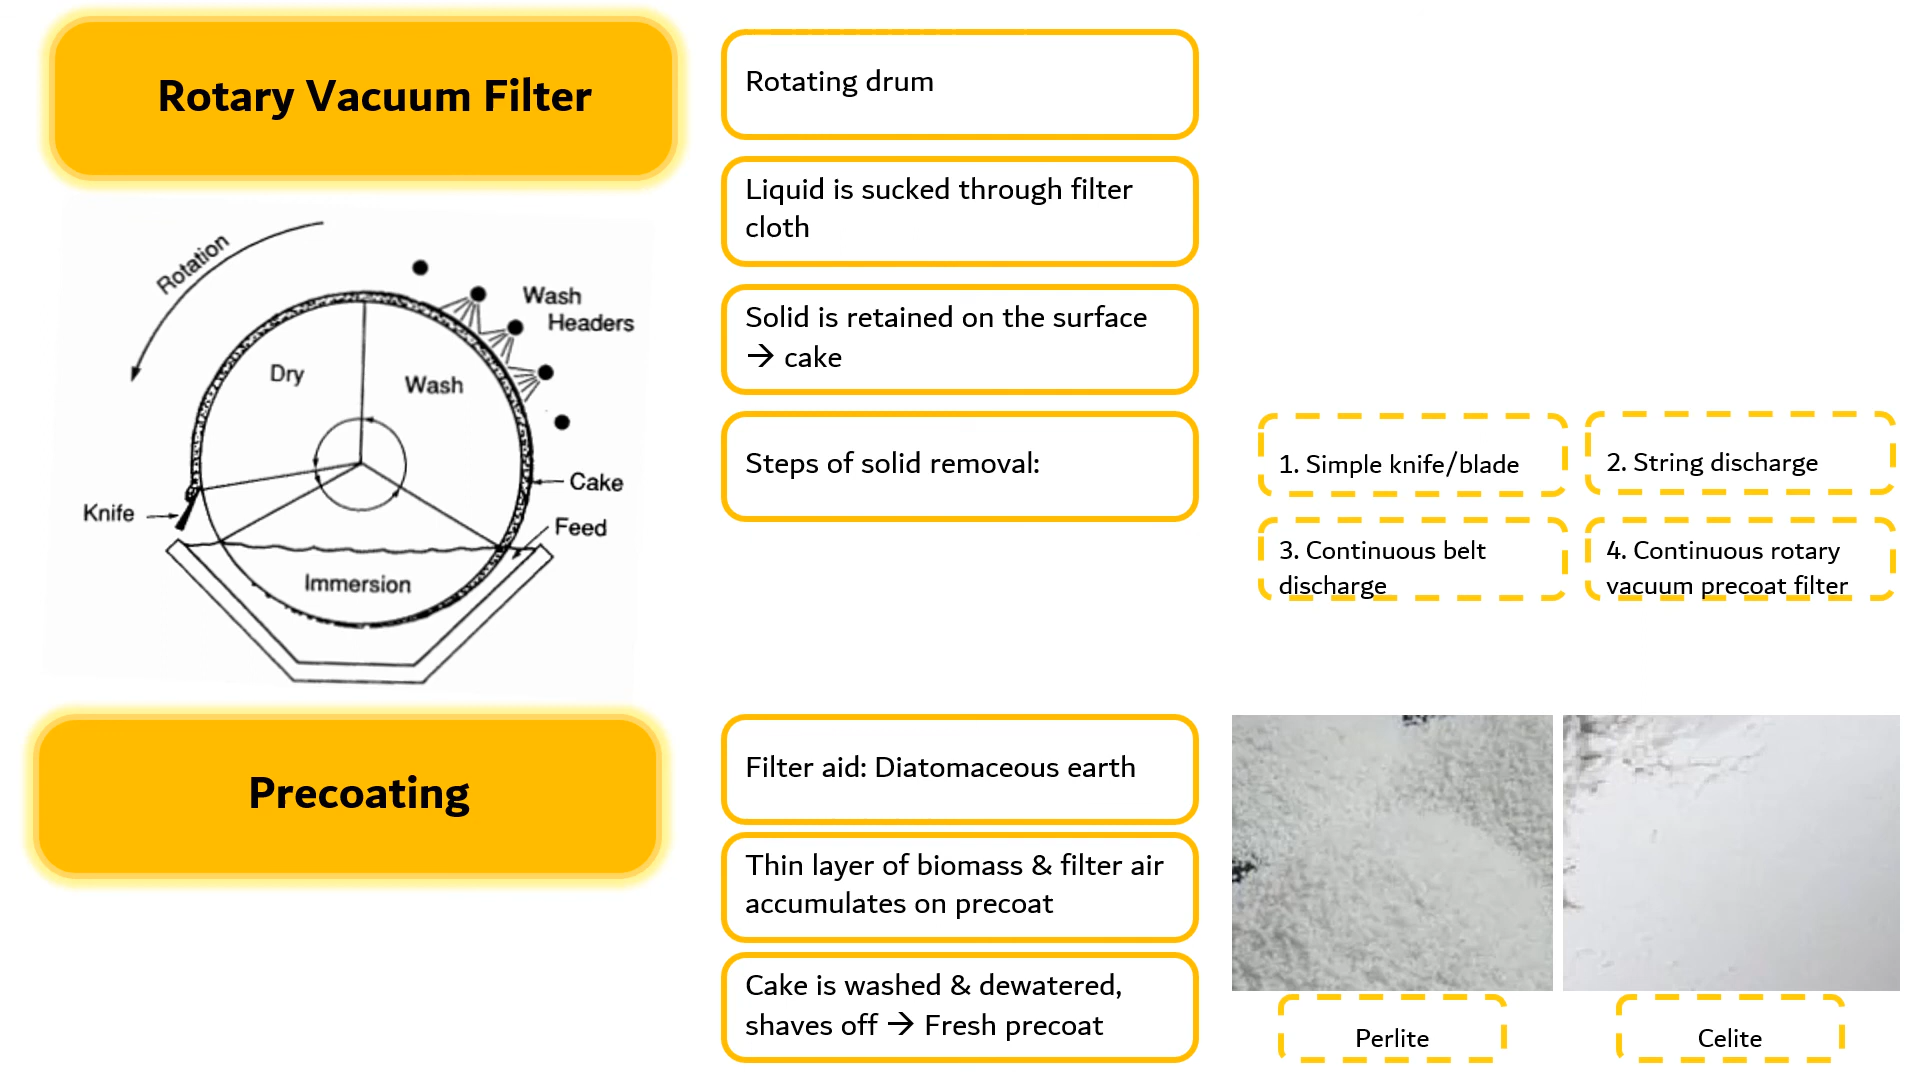 Rotary Vacuum Filter
Rotation
Wash
Headers
Dry
Wash
Cake
Knife
Feed
Immersion
Rotating drum
Liquid is sucked through filter
cloth
Solid is retained on the surface
→ cake
Steps of solid removal:
1. Simple knife/blade
2. String discharge
3. Continuous belt
discharge
4. Continuous rotary
vacuum precoat filter
Precoating
Filter aid: Diatomaceous earth
Thin layer of biomass & filter air
accumulates on precoat
Cake is washed & dewatered,
shaves off → Fresh precoat
Perlite
Celite